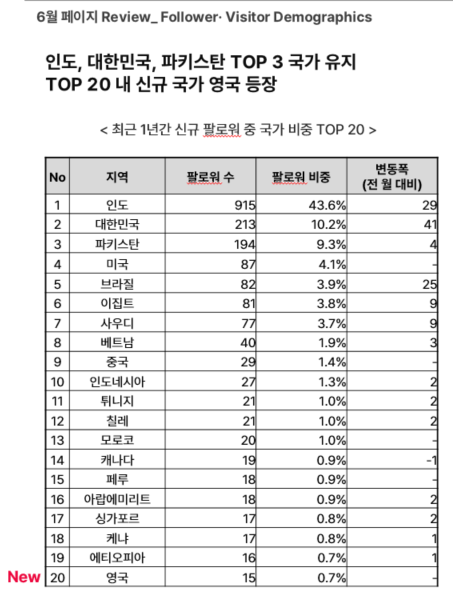 6월 페이지 Review_ Follower· Visitor Demographics
인도, 대한민국, 파키스탄 TOP 3 국가 유지
TOP 20 내 신규 국가 영국 등장
< 최근 1년간 신규 팔로워 중 국가 비중 TOP 20 >
No 지역 팔로워 수 팔로워 비중 변동폭
(전 월 대비)
1 인도 915 43.6% 29
2 대한민국 213 10.2% 41
3 파키스탄 194 9.3% 4
4 미국 87 4.1% -
5 브라질 82 3.9% 25
6 이집트 81 3.8% 9
7 사우디 77 3.7% 9
8 베트남 40 1.9% 3
9 중국 29 1.4% -
10 인도네시아 27 1.3% 2
11 튀니지 21 1.0% 2
12 칠레 21 1.0% 2
13 모로코 20 1.0% -
14 캐나다 19 0.9% -1
15 페루 18 0.9% -
16 아랍에미리트 18 0.9% 2
17 싱가포르 17 0.8% 2
18 케냐 17 0.8% 1
19 에티오피아 16 0.7% 1
New 20 영국 15 0.7% -